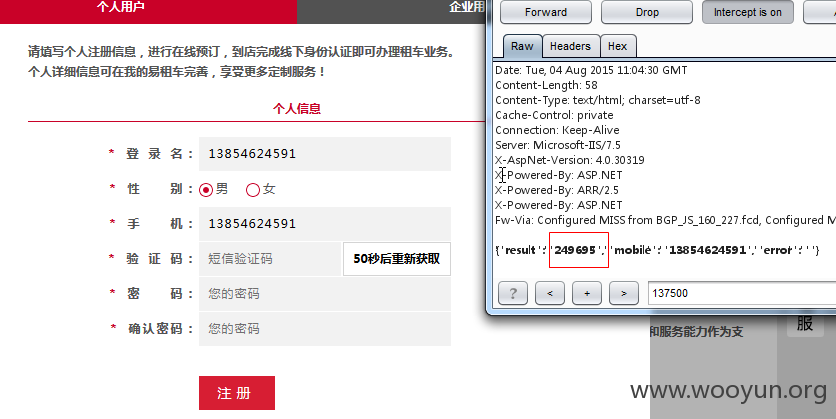 个人用户
企业用
请填写个人注册信息，进行在线预订，到店完成线下身份认证即可办理租车业务。
个人详细信息可在我的易租车完善，享受更多定制服务！
个人信息
* 登 录 名： 13854624591
* 性 别： 男 女
* 手 机： 13854624591
* 验 证 码： 短信验证码 50秒后重新获取
* 密 码： 您的密码
* 确认密码： 您的密码
注 册
Forward Drop Intercept is on
Raw Headers Hex
Date: Tue, 04 Aug 2015 11:04:30 GMT
Content-Length: 58
Content-Type: text/html; charset=utf-8
Cache-Control: private
Connection: Keep-Alive
Server: Microsoft-IIS/7.5
X-AspNet-Version: 4.0.30319
X-Powered-By: ASP.NET
X-Powered-By: ARR/2.5
X-Powered-By: ASP.NET
Fw-Via: Configured MISS from BGP_JS_160_227.fcd, Configured M
{'result':'249695','mobile':'13854624591','error':''}
? < + > 137500
和服务能力作为支
服
www.wooyun.org